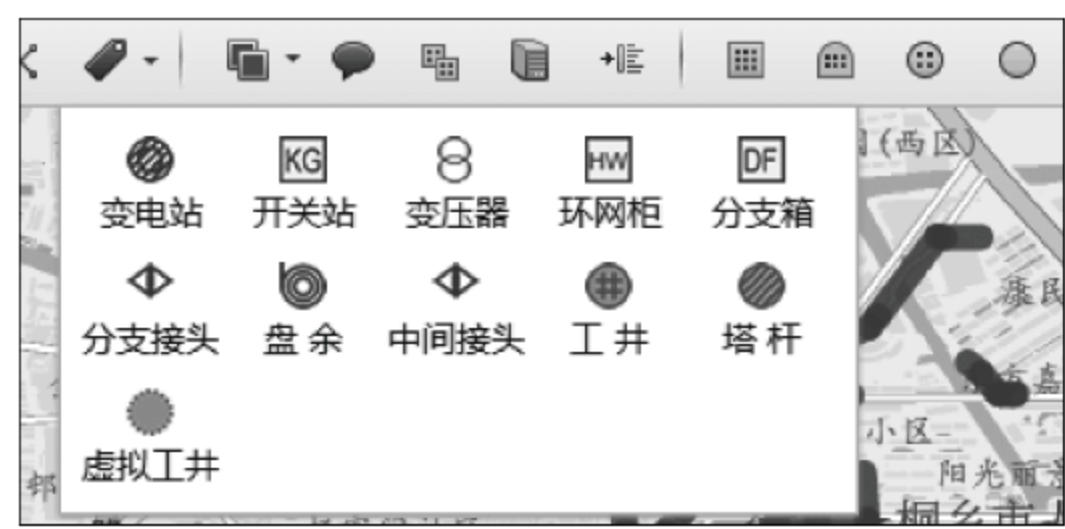 KG HW DF
变电站 开关站 变压器 环网柜 分支箱
分支接头 盘余 中间接头 工井 塔杆
虚拟工井
(西区)
康民
小区
阳光丽
桐乡市